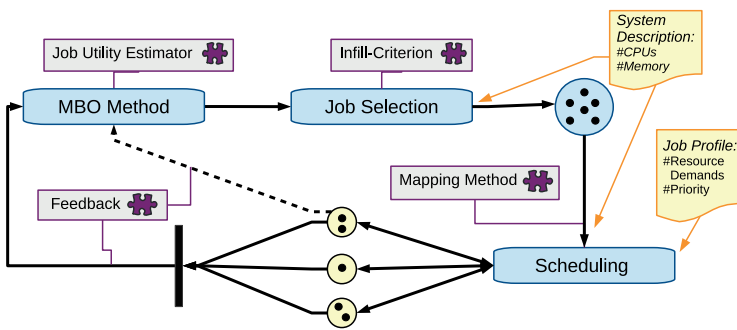 Job Utility Estimator
Infill-Criterion
System
Description:
#CPUs
#Memory
MBO Method
Job Selection
Job Profile:
#Resource
Demands
#Priority
Mapping Method
Feedback
Scheduling